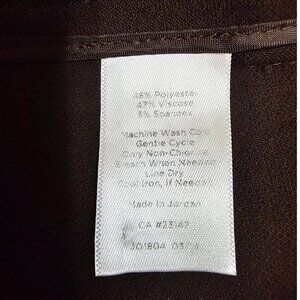 48% Polyester
47% Viscose
5% Spandex
Machine Wash Cold
Gentle Cycle
Only Non-Chlorine
Bleach When Needed
Line Dry
Cool Iron, if Needed
Made in Jordan
CA #23142
J01804